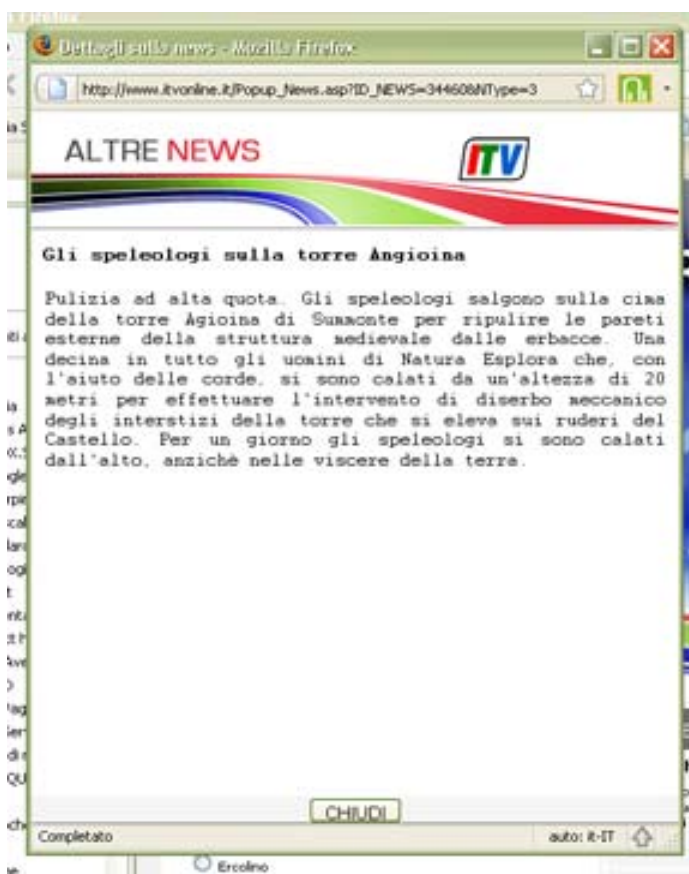 Firefox
Dettagli sulla news - Mozilla Firefox
http://www.itvonline.it/Popup_News.asp?ID_NEWS=34460&NType=3
ALTRE NEWS
ITV
Gli speleologi sulla torre Angioina
Pulizia ad alta quota. Gli speleologi salgono sulla cima
della torre Agioina di Summonte per ripulire le pareti
esterne della struttura medievale dalle erbacce. Una
decina in tutto gli uomini di Natura Esplora che, con
l'aiuto delle corde, si sono calati da un'altezza di 20
metri per effettuare l'intervento di diserbo meccanico
degli interstizi della torre che si eleva sui ruderi del
Castello. Per un giorno gli speleologi si sono calati
dall'alto, anzichè nelle viscere della terra.
CHIUDI
Completato
auto: it-IT
Ercolino